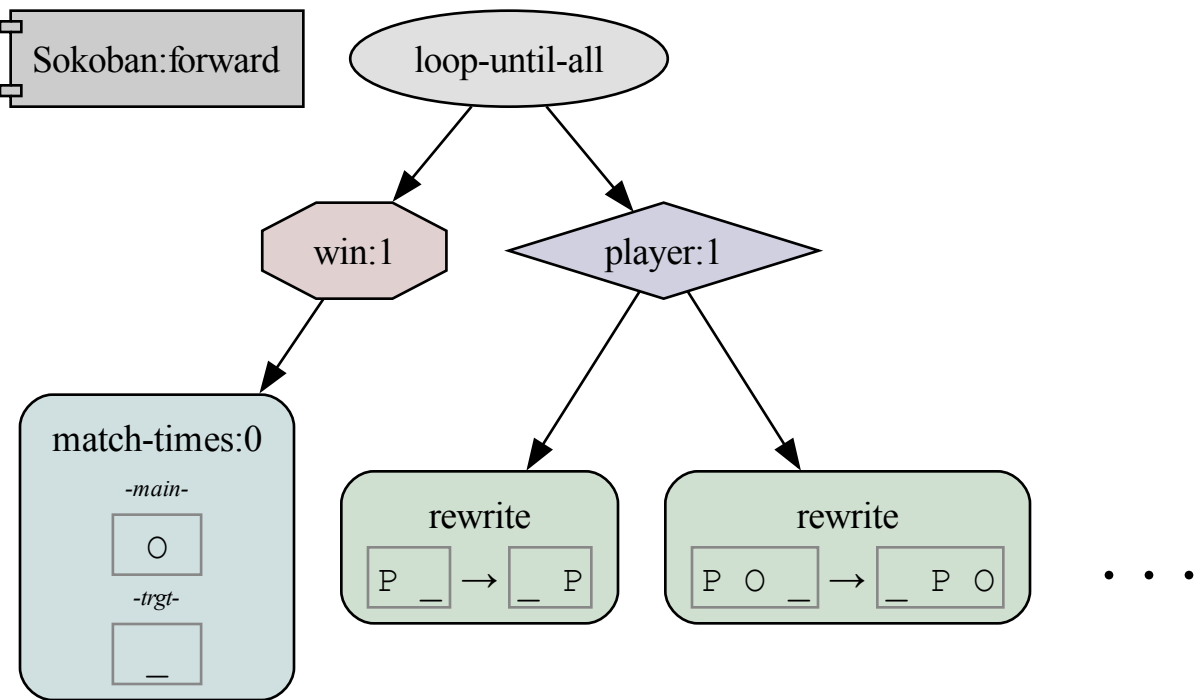 Sokoban:forward
loop-until-all
win:1
player:1
match-times:0
-main-
O
-trgt-
_
rewrite
P _ → _ P
rewrite
P O _ → _ P O
. . .